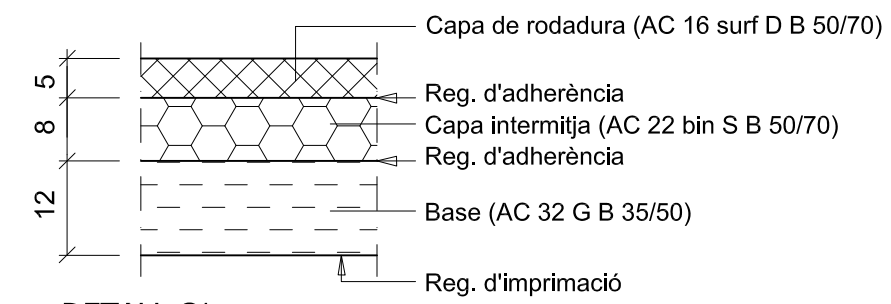 Capa de rodadura (AC 16 surf D B 50/70)
5
Reg. d'adherència
8
Capa intermitja (AC 22 bin S B 50/70)
Reg. d'adherència
12
Base (AC 32 G B 35/50)
Reg. d'imprimació